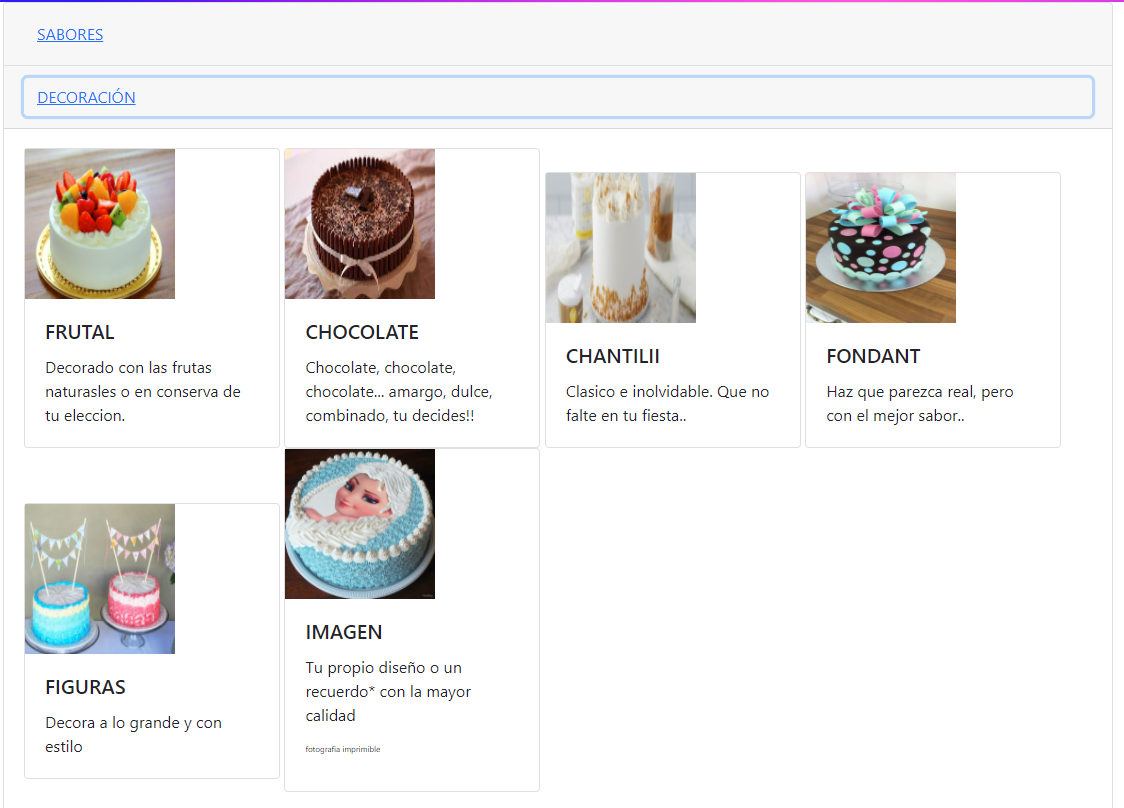 SABORES
DECORACIÓN
FRUTAL
Decorado con las frutas
naturasles o en conserva de
tu eleccion.
CHOCOLATE
Chocolate, chocolate,
chocolate... amargo, dulce,
combinado, tu decides!!
CHANTILII
Clasico e inolvidable. Que no
falte en tu fiesta..
FONDANT
Haz que parezca real, pero
con el mejor sabor..
FIGURAS
Decora a lo grande y con
estilo
IMAGEN
Tu propio diseño o un
recuerdo* con la mayor
calidad
fotografia imprimible